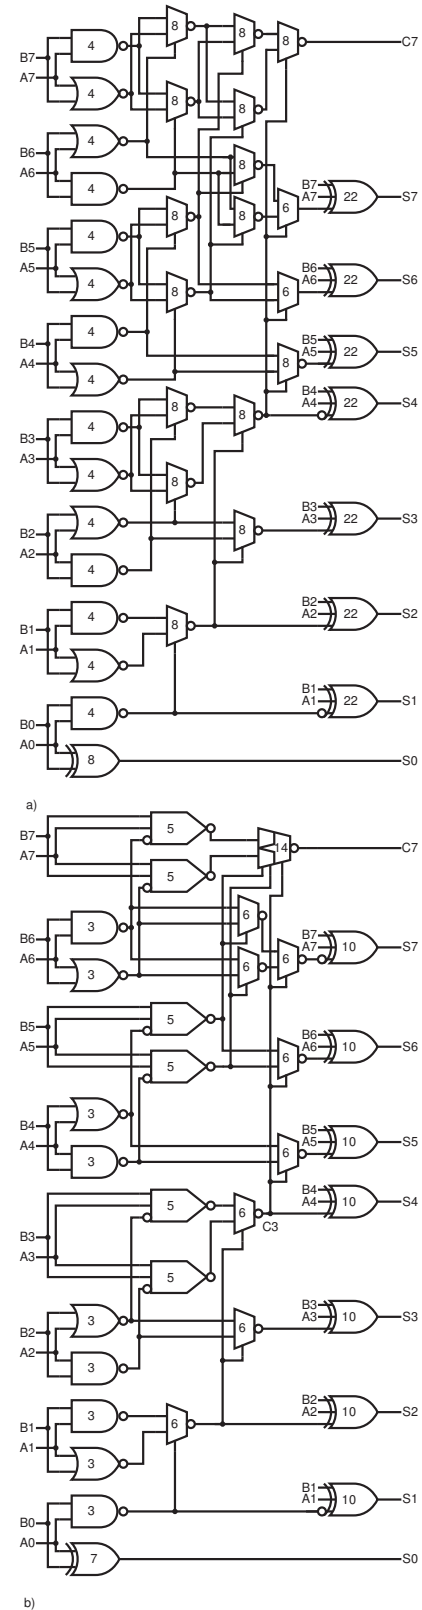 8 8 8 C7
B7 4
A7
4 8 8
4 8 B7
B6 A7 22 S7
A6 8 6
4
B5 4 8 B6
A5 A6 22 S6
4 8 6
B4 4 B5
A4 8 A5 22 S5
4 B4
8 8 A4 22 S4
B3 4
A3
4 8
4 8 B3
B2 A3 22 S3
A2 4
B1 4 8 B2
A1 A2 22 S2
4
B0 4 B1
A0 A1 22 S1
8 S0
a)
B7 5 14 C7
A7
5
B6 3 6 B7
A6 A7 10 S7
3 6 6
B5 5 B6
A5 A6 10 S6
5 6
B4 3 B5
A4 A5 10 S5
3 6
B3 5 6 B4
A3 A4 10 S4
5 C3
B2 3 6 B3
A2 A3 10 S3
3
B1 3 6 B2
A1 A2 10 S2
3
B0 3 B1
A0 A1 10 S1
7 S0
b)